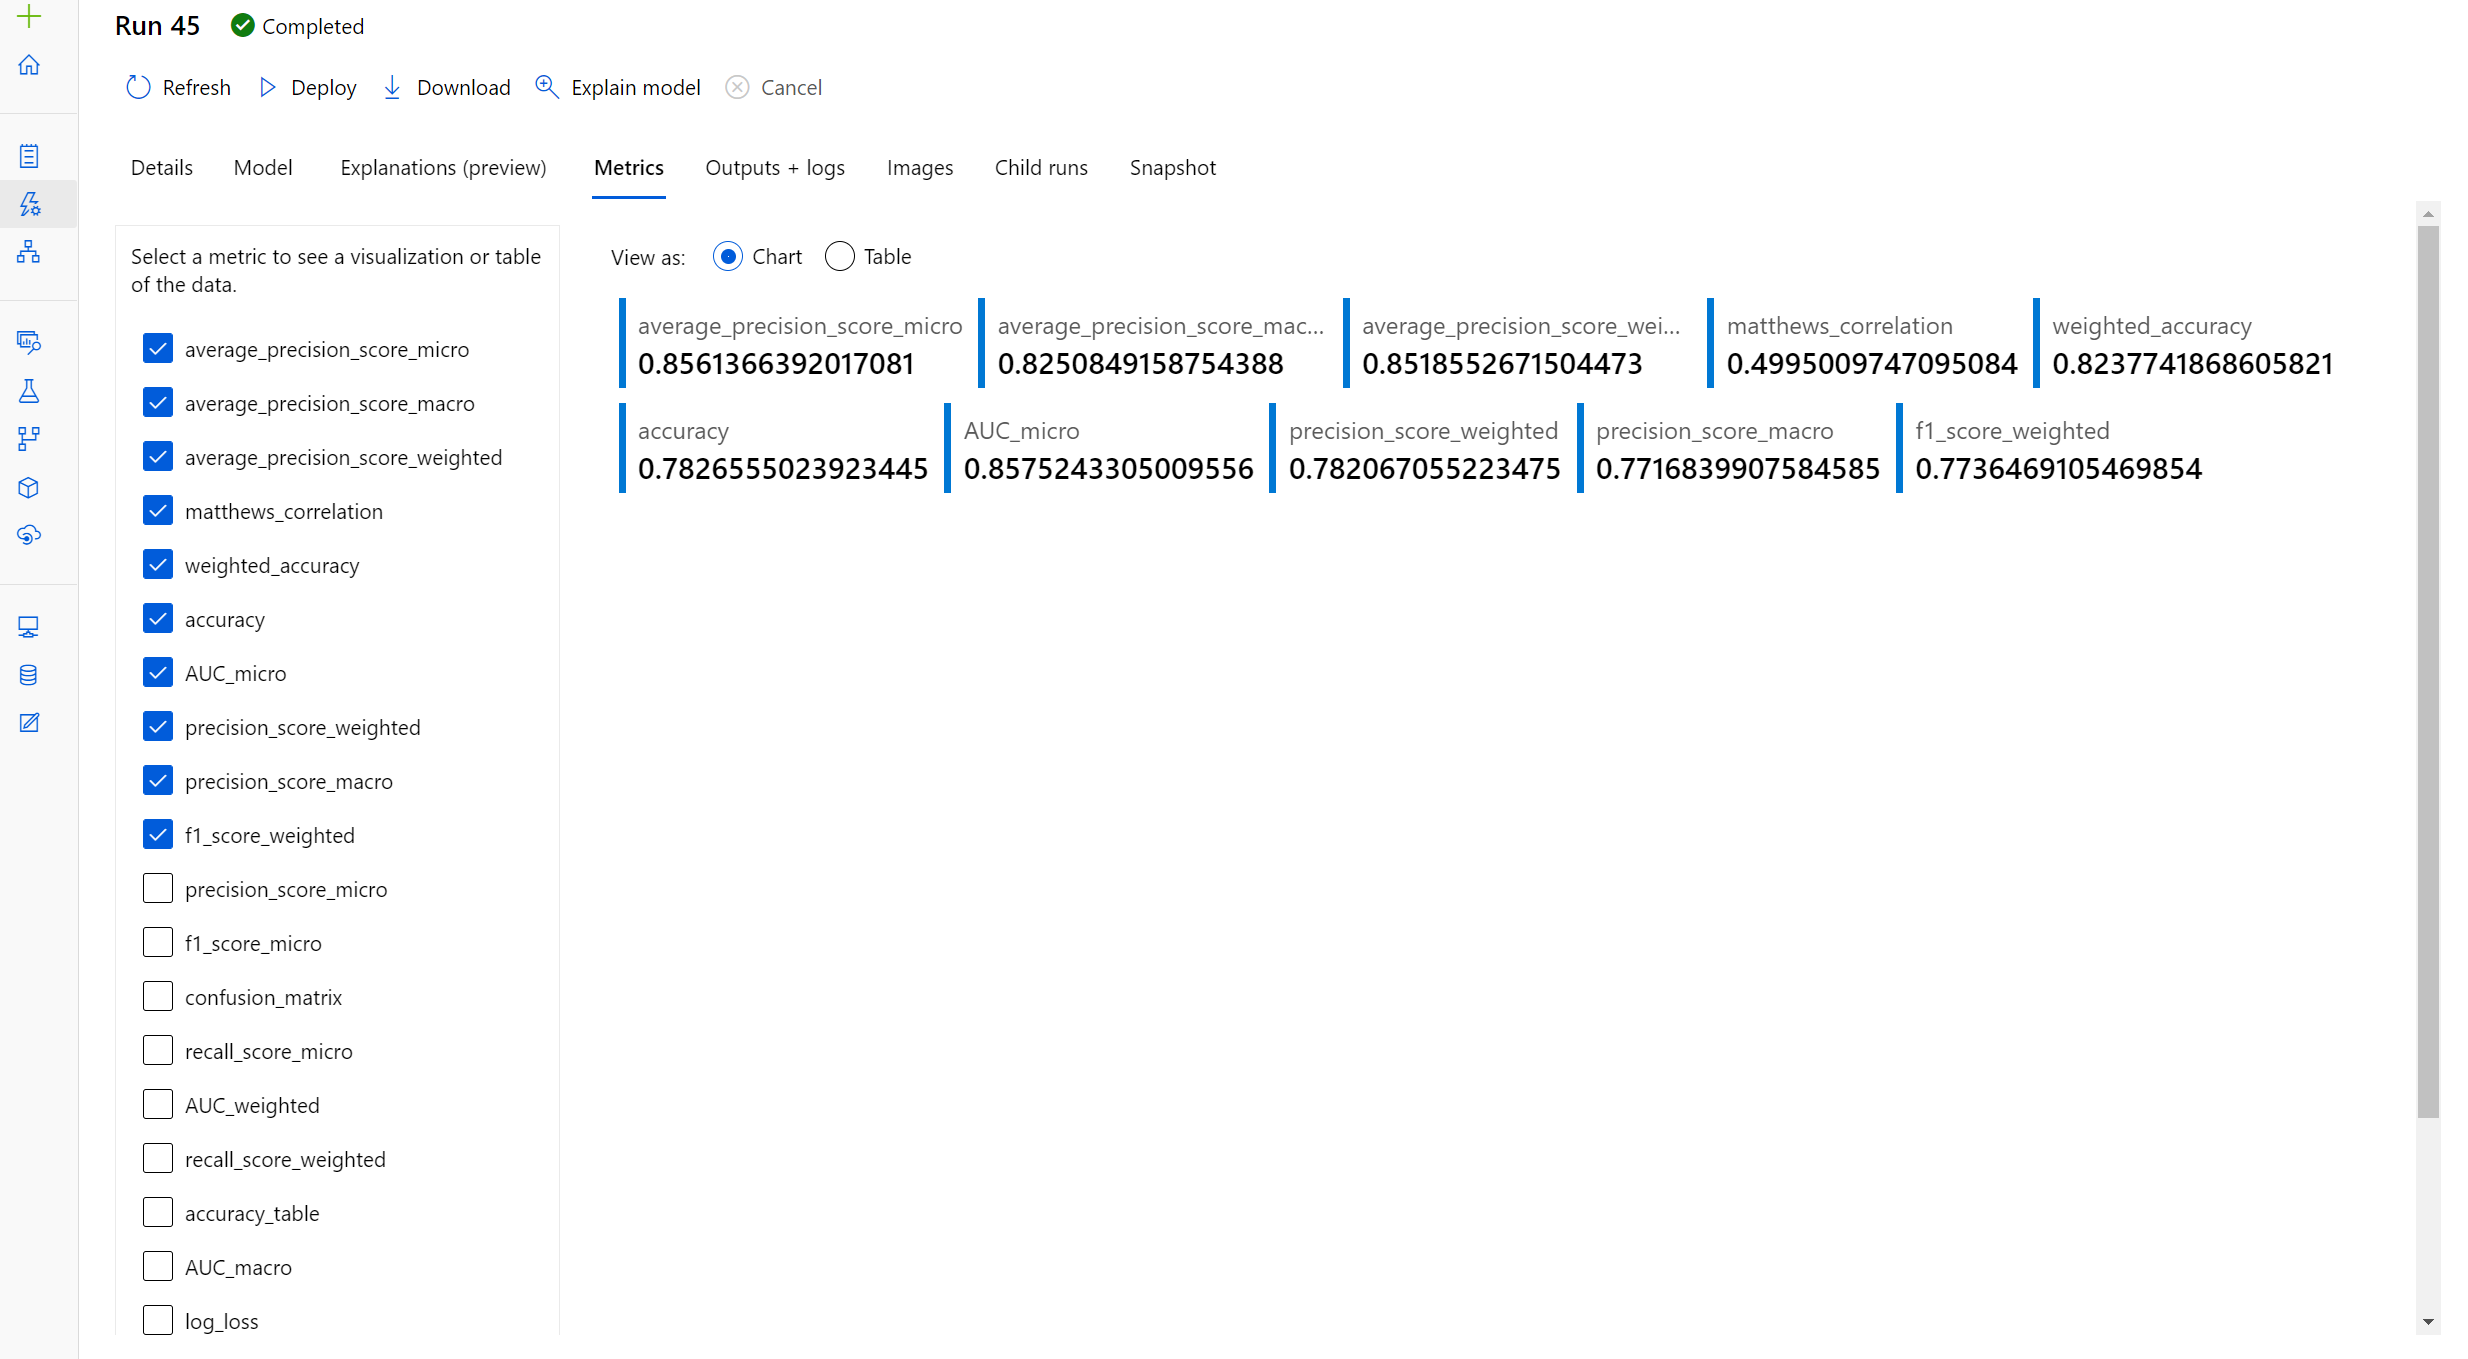 Run 45 Completed
Refresh Deploy Download Explain model Cancel
Details Model Explanations (preview) Metrics Outputs + logs Images Child runs Snapshot
Select a metric to see a visualization or table
of the data.
average_precision_score_micro
average_precision_score_macro
average_precision_score_weighted
matthews_correlation
weighted_accuracy
accuracy
AUC_micro
precision_score_weighted
precision_score_macro
f1_score_weighted
precision_score_micro
f1_score_micro
confusion_matrix
recall_score_micro
AUC_weighted
recall_score_weighted
accuracy_table
AUC_macro
log_loss
View as: Chart Table
average_precision_score_micro average_precision_score_mac... average_precision_score_wei... matthews_correlation weighted_accuracy
0.8561366392017081 0.8250849158754388 0.8518552671504473 0.4995009747095084 0.8237741868605821
accuracy AUC_micro precision_score_weighted precision_score_macro f1_score_weighted
0.7826555023923445 0.8575243305009556 0.782067055223475 0.7716839907584585 0.7736469105469854